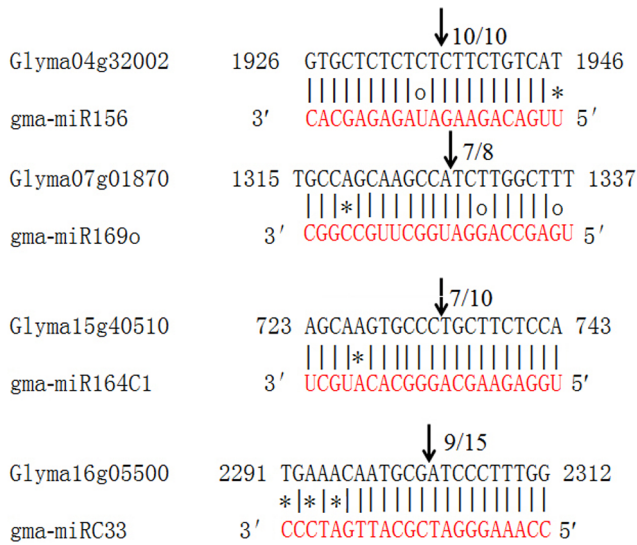 10/10
Glyma04g32002 1926 GTGCTCTCTCTCTTCTGTCAT 1946
|||||||||o||||||||||*
gma-miR156 3′ CACGAGAGAUAGAAGACAGUU 5′
7/8
Glyma07g01870 1315 TGCCAGCAAGCCATCTTGGCTTT 1337
|||*||||||||||o|||||o
gma-miR169o 3′ CGGCCGUUCGGUAGGACCGAGU 5′
7/10
Glyma15g40510 723 AGCAAGTGCCCTGCTTCTCCA 743
||||*||||||||||||||||
gma-miR164C1 3′ UCGUACACGGGACGAAGAGGU 5′
9/15
Glyma16g05500 2291 TGAAACAATGCGATCCCTTTGG 2312
*|*|*|||||||||||||||||
gma-miRC33 3′ CCCTAGTTACGCTAGGGAAACC 5′